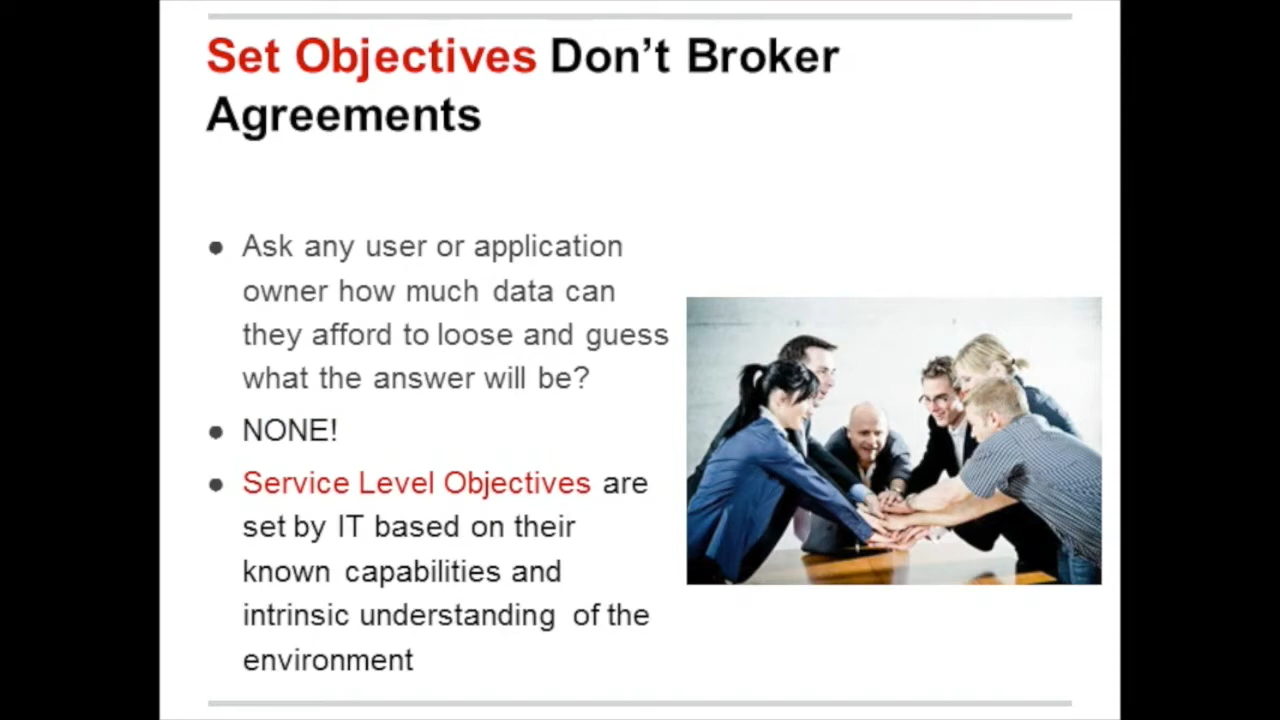 Set Objectives Don't Broker
Agreements
● Ask any user or application
owner how much data can
they afford to loose and guess
what the answer will be?
● NONE!
● Service Level Objectives are
set by IT based on their
known capabilities and
intrinsic understanding of the
environment